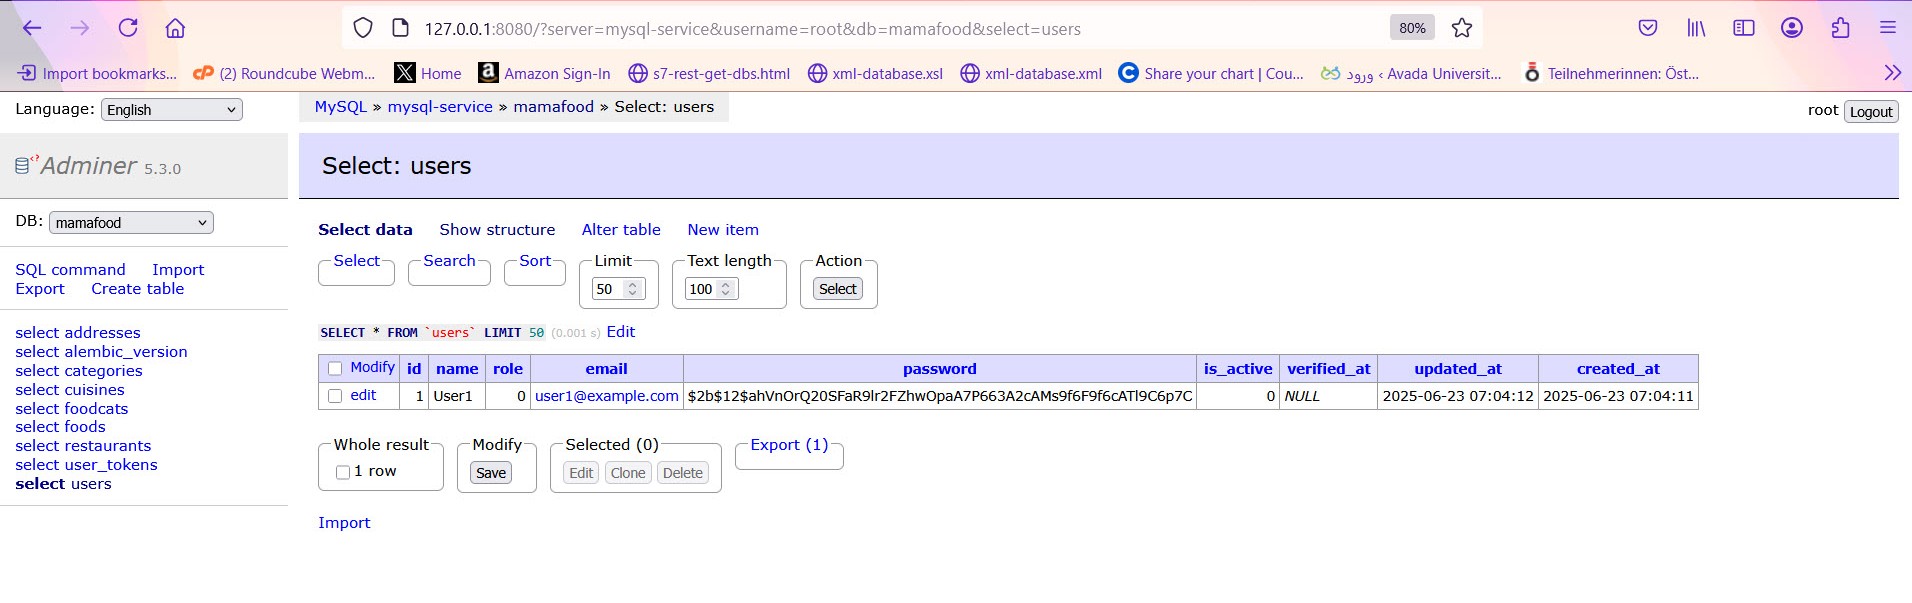 127.0.0.1:8080/?server=mysql-service&username=root&db=mamafood&select=users 80%
Import bookmarks... (2) Roundcube Webm... Home Amazon Sign-In s7-rest-get-dbs.html xml-database.xsl xml-database.xml Share your chart | Cou... ورود ‹ Avada Universit... Teilnehmerinnen: Öst...
Language: English MySQL » mysql-service » mamafood » Select: users root Logout
Adminer 5.3.0
Select: users
DB: mamafood
Select data Show structure Alter table New item
SQL command Import
Export Create table
Select Search Sort Limit Text length Action
50 100 Select
SELECT * FROM `users` LIMIT 50 (0.001 s) Edit
select addresses
select alembic_version
select categories
select cuisines
select foodcats
select foods
select restaurants
select user_tokens
select users
Modify id name role email password is_active verified_at updated_at created_at
edit 1 User1 0 user1@example.com $2b$12$ahVnOrQ20SFaR9lr2FZhwOpaA7P663A2cAMs9f6F9f6cATl9C6p7C 0 NULL 2025-06-23 07:04:12 2025-06-23 07:04:11
Whole result Modify Selected (0) Export (1)
1 row Save Edit Clone Delete
Import